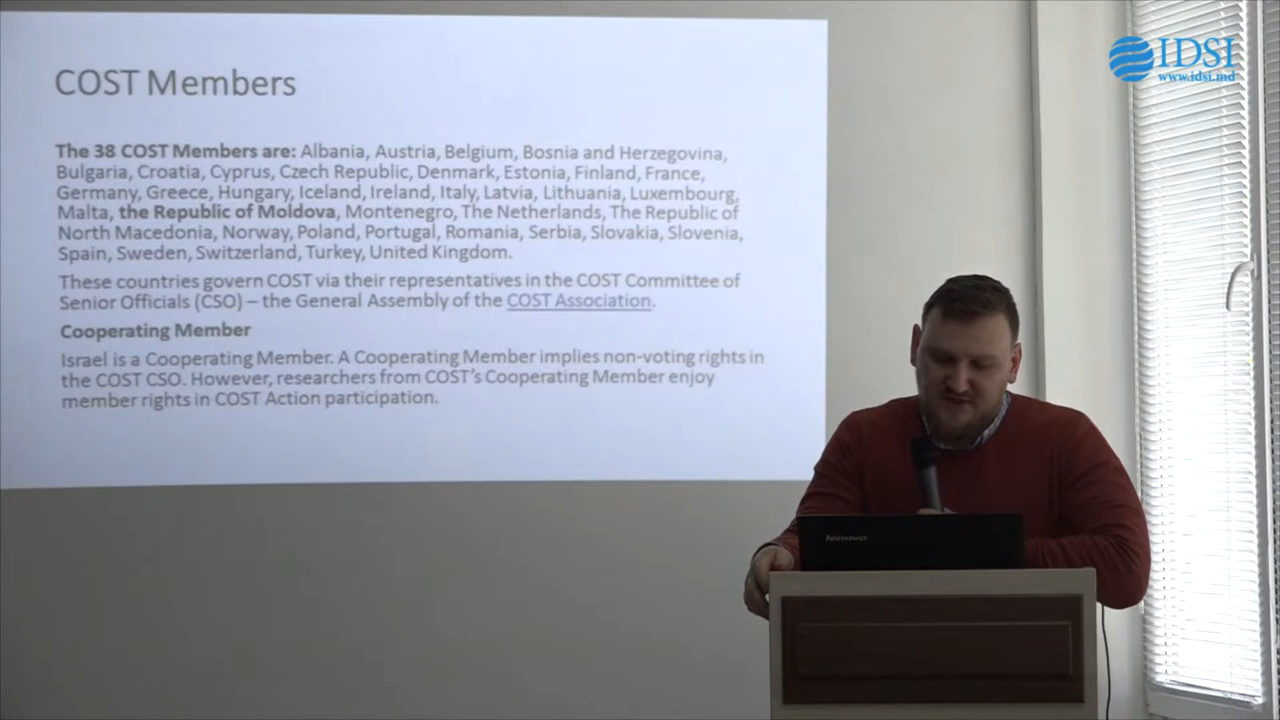 COST Members
The 38 COST Members are: Albania, Austria, Belgium, Bosnia and Herzegovina,
Bulgaria, Croatia, Cyprus, Czech Republic, Denmark, Estonia, Finland, France,
Germany, Greece, Hungary, Iceland, Ireland, Italy, Latvia, Lithuania, Luxembourg,
Malta, the Republic of Moldova, Montenegro, The Netherlands, The Republic of
North Macedonia, Norway, Poland, Portugal, Romania, Serbia, Slovakia, Slovenia,
Spain, Sweden, Switzerland, Turkey, United Kingdom.
These countries govern COST via their representatives in the COST Committee of
Senior Officials (CSO) – the General Assembly of the COST Association.
Cooperating Member
Israel is a Cooperating Member. A Cooperating Member implies non-voting rights in
the COST CSO. However, researchers from COST's Cooperating Member enjoy
member rights in COST Action participation.
IDSI
www.idsi.md
lenovo